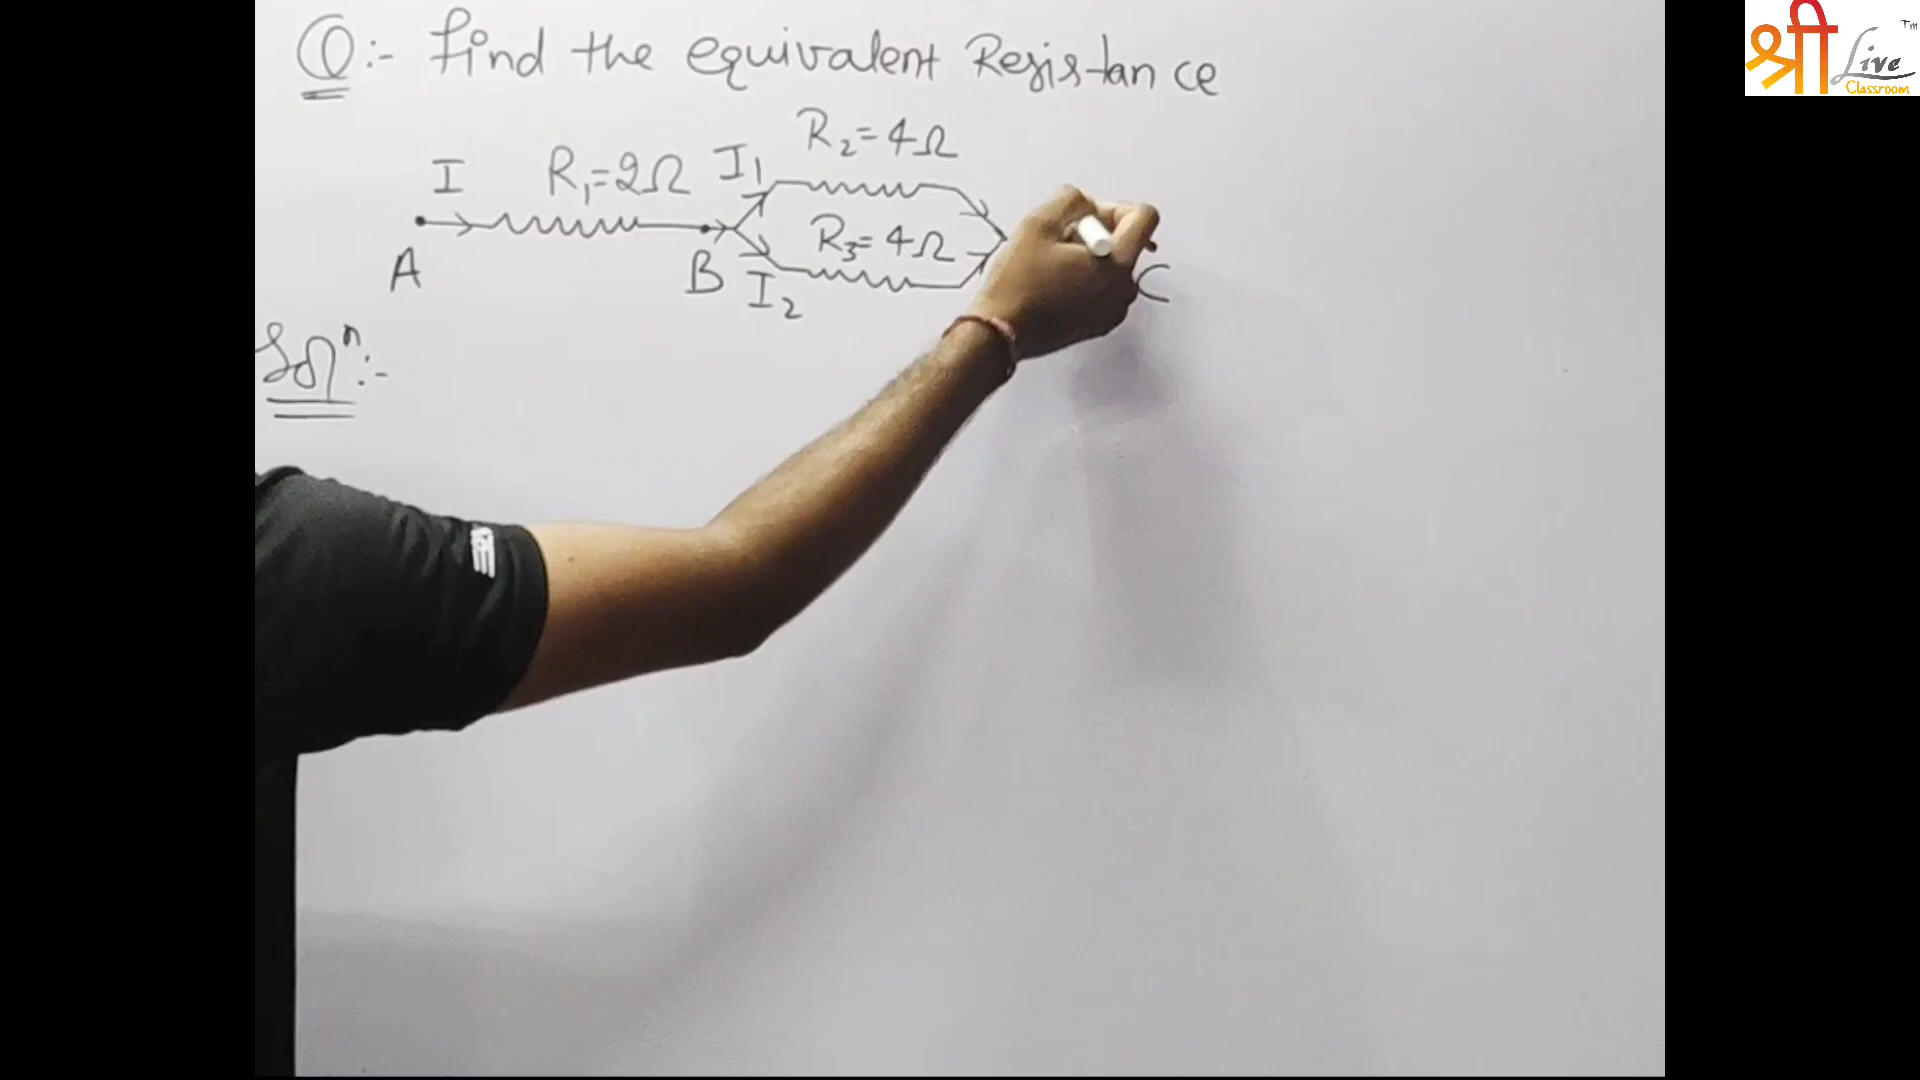 Q:- find the equivalent Resistance
R₂=4Ω
I R₁=2Ω I₁
R₃=4Ω
A B I₂ C
Solⁿ:-
श्री Live ™
Classroom